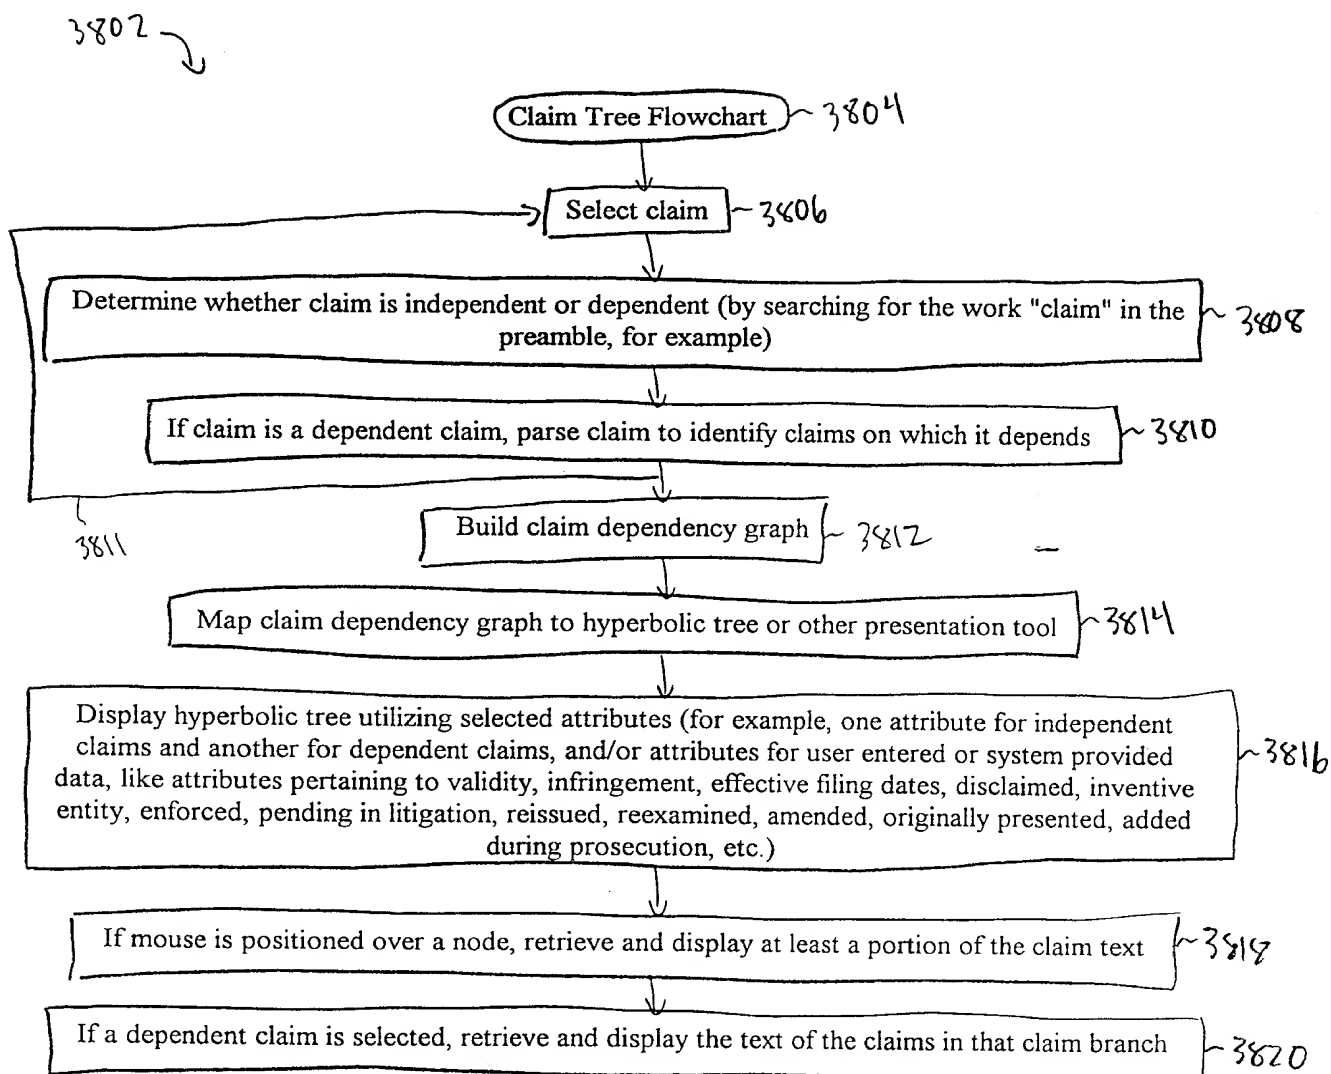 3802
Claim Tree Flowchart
3804
Select claim
3806
Determine whether claim is independent or dependent (by searching for the work "claim" in the
preamble, for example)
3808
If claim is a dependent claim, parse claim to identify claims on which it depends
3810
3811
Build claim dependency graph
3812
Map claim dependency graph to hyperbolic tree or other presentation tool
3814
Display hyperbolic tree utilizing selected attributes (for example, one attribute for independent
claims and another for dependent claims, and/or attributes for user entered or system provided
data, like attributes pertaining to validity, infringement, effective filing dates, disclaimed, inventive
entity, enforced, pending in litigation, reissued, reexamined, amended, originally presented, added
during prosecution, etc.)
3816
If mouse is positioned over a node, retrieve and display at least a portion of the claim text
3818
If a dependent claim is selected, retrieve and display the text of the claims in that claim branch
3820